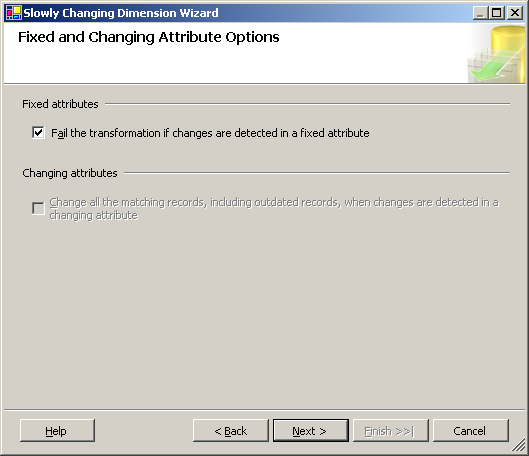 Slowly Changing Dimension Wizard
Fixed and Changing Attribute Options
Fixed attributes
Fail the transformation if changes are detected in a fixed attribute
Changing attributes
Change all the matching records, including outdated records, when changes are detected in a
changing attribute
Help
< Back
Next >
Finish >>|
Cancel